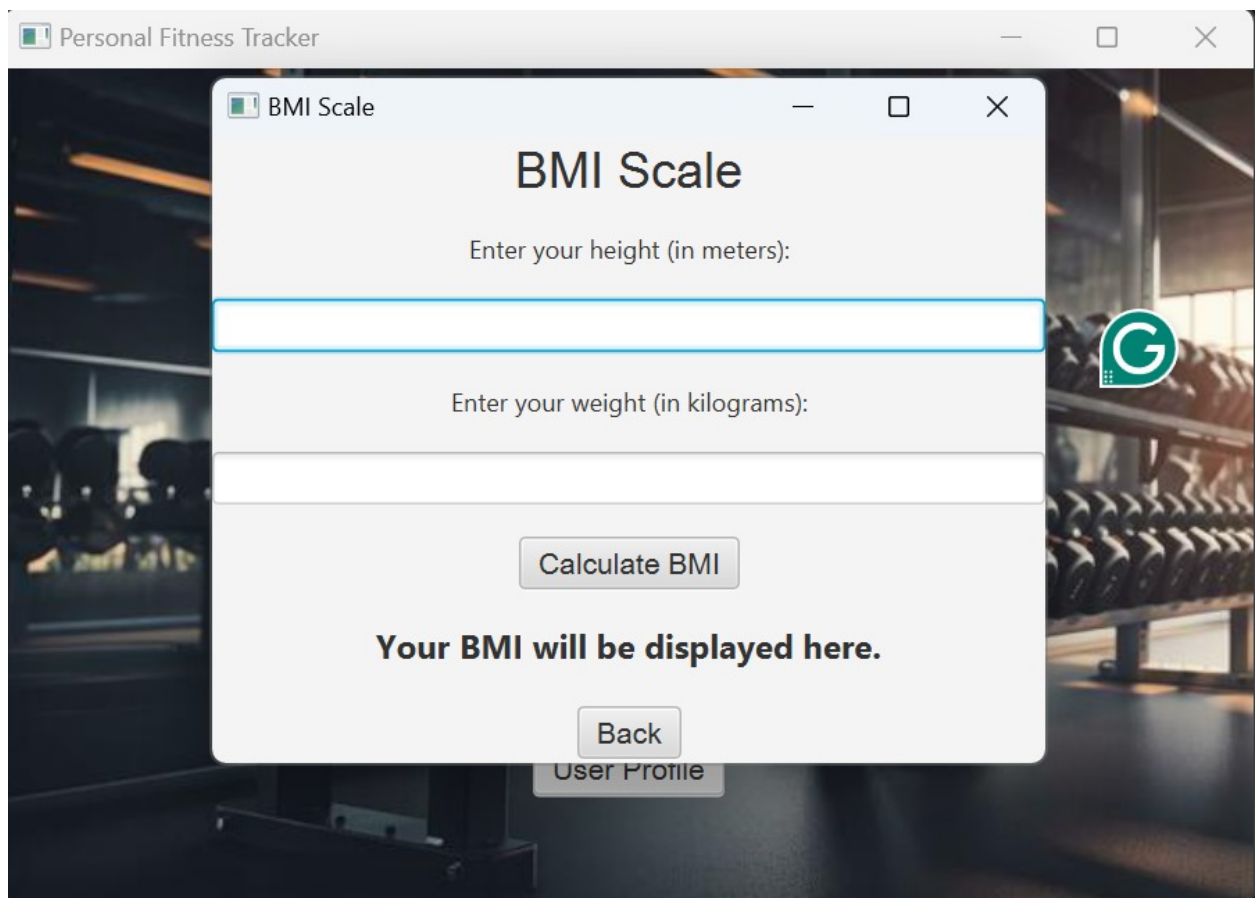 Personal Fitness Tracker
BMI Scale
BMI Scale
Enter your height (in meters):
G
Enter your weight (in kilograms):
Calculate BMI
Your BMI will be displayed here.
Back
User Profile